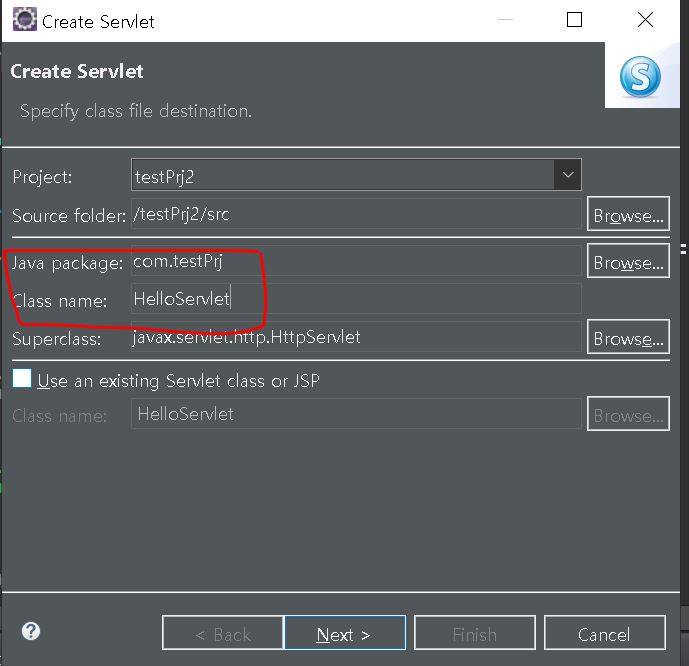 Create Servlet
Create Servlet
Specify class file destination.
Project: testPrj2
Source folder: /testPrj2/src Browse...
Java package: com.testPrj Browse...
Class name: HelloServlet
Superclass: javax.servlet.http.HttpServlet Browse...
Use an existing Servlet class or JSP
Class name: HelloServlet Browse...
? < Back Next > Finish Cancel